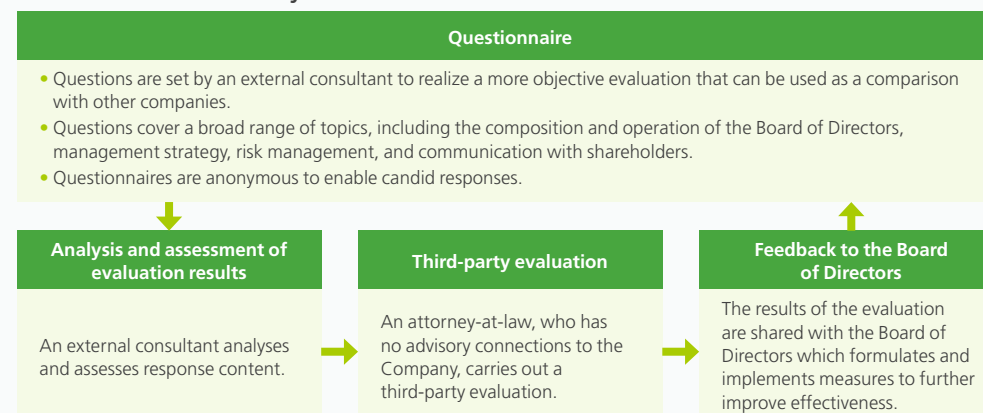 Questionnaire
• Questions are set by an external consultant to realize a more objective evaluation that can be used as a comparison
with other companies.
• Questions cover a broad range of topics, including the composition and operation of the Board of Directors,
management strategy, risk management, and communication with shareholders.
• Questionnaires are anonymous to enable candid responses.
Analysis and assessment of
evaluation results
An external consultant analyses
and assesses response content.
Third-party evaluation
An attorney-at-law, who has
no advisory connections to the
Company, carries out a
third-party evaluation.
Feedback to the Board
of Directors
The results of the evaluation
are shared with the Board of
Directors which formulates and
implements measures to further
improve effectiveness.